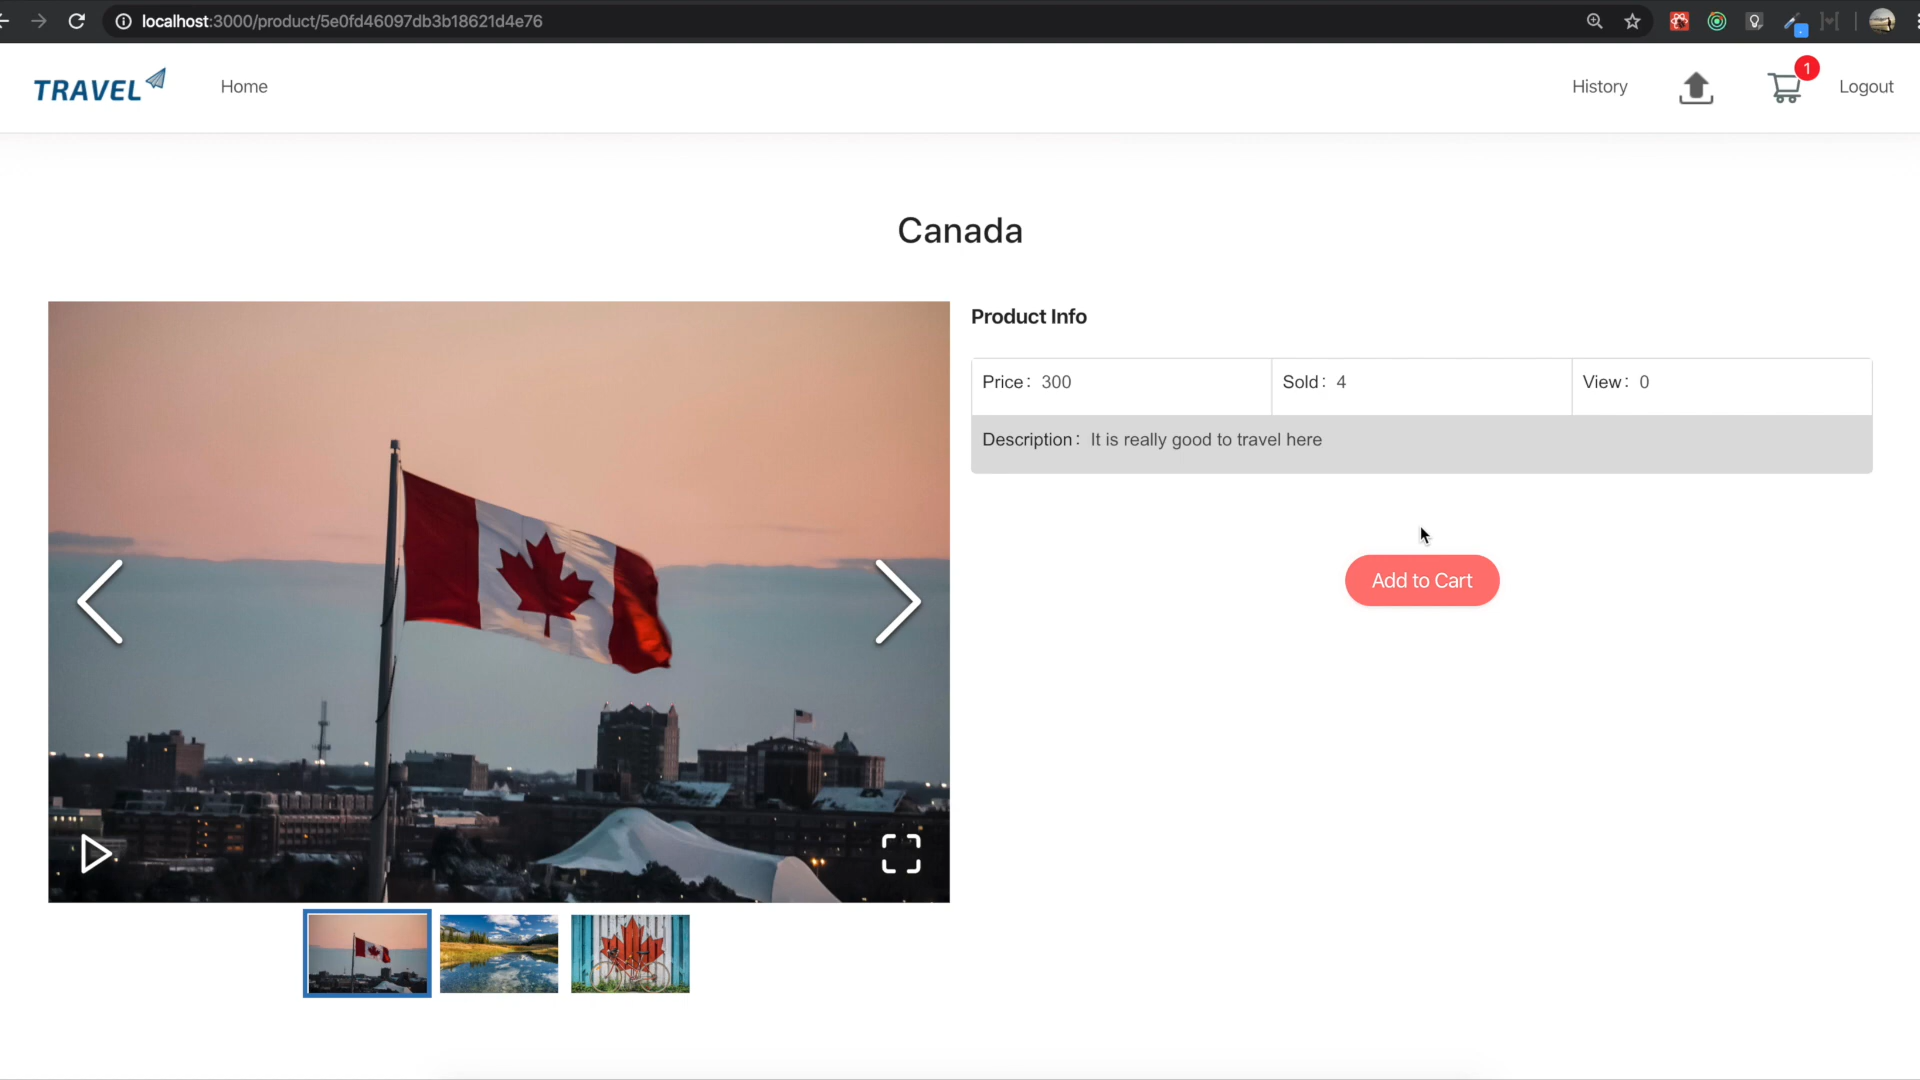 localhost:3000/product/5e0fd46097db3b18621d4e76
TRAVEL
Home
History
1
Logout
Canada
Product Info
Price: 300
Sold: 4
View: 0
Description: It is really good to travel here
Add to Cart